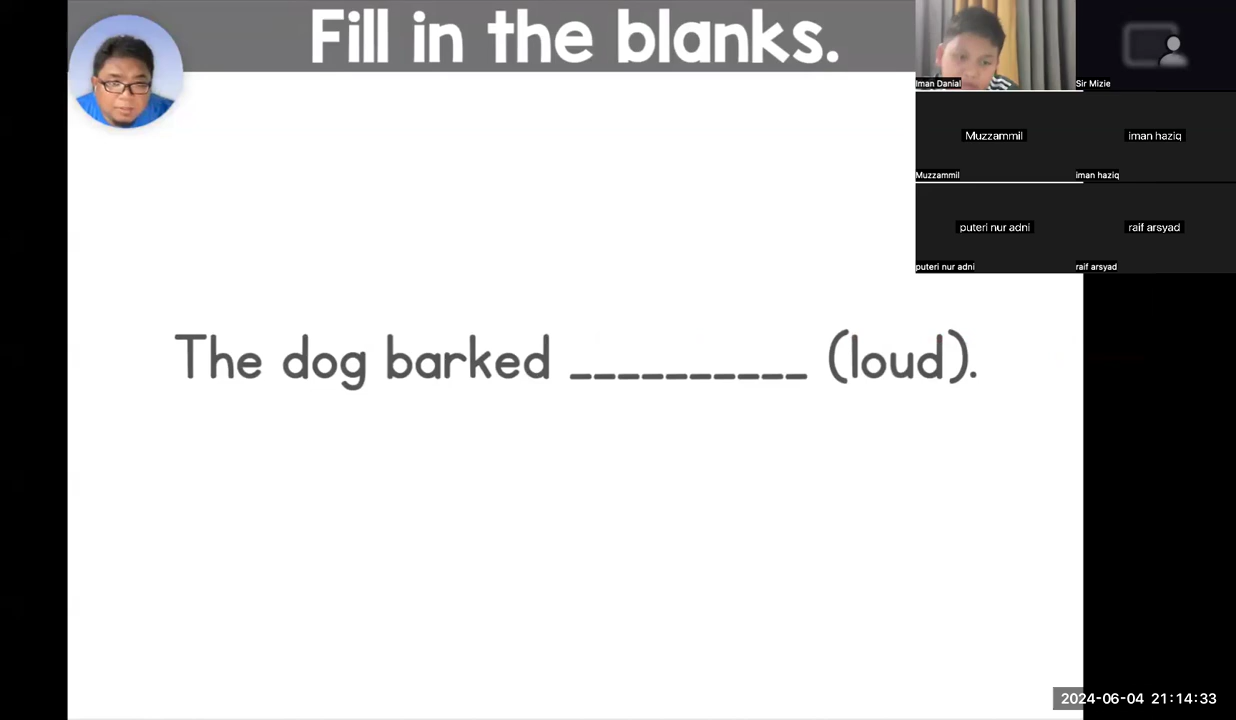 Fill in the blanks.
Iman Danial
Sir Mizie
Muzzammil
iman haziq
Muzzammil
iman haziq
puteri nur adni
raif arsyad
puteri nur adni
raif arsyad
The dog barked __________ (loud).
2024-06-04 21:14:33